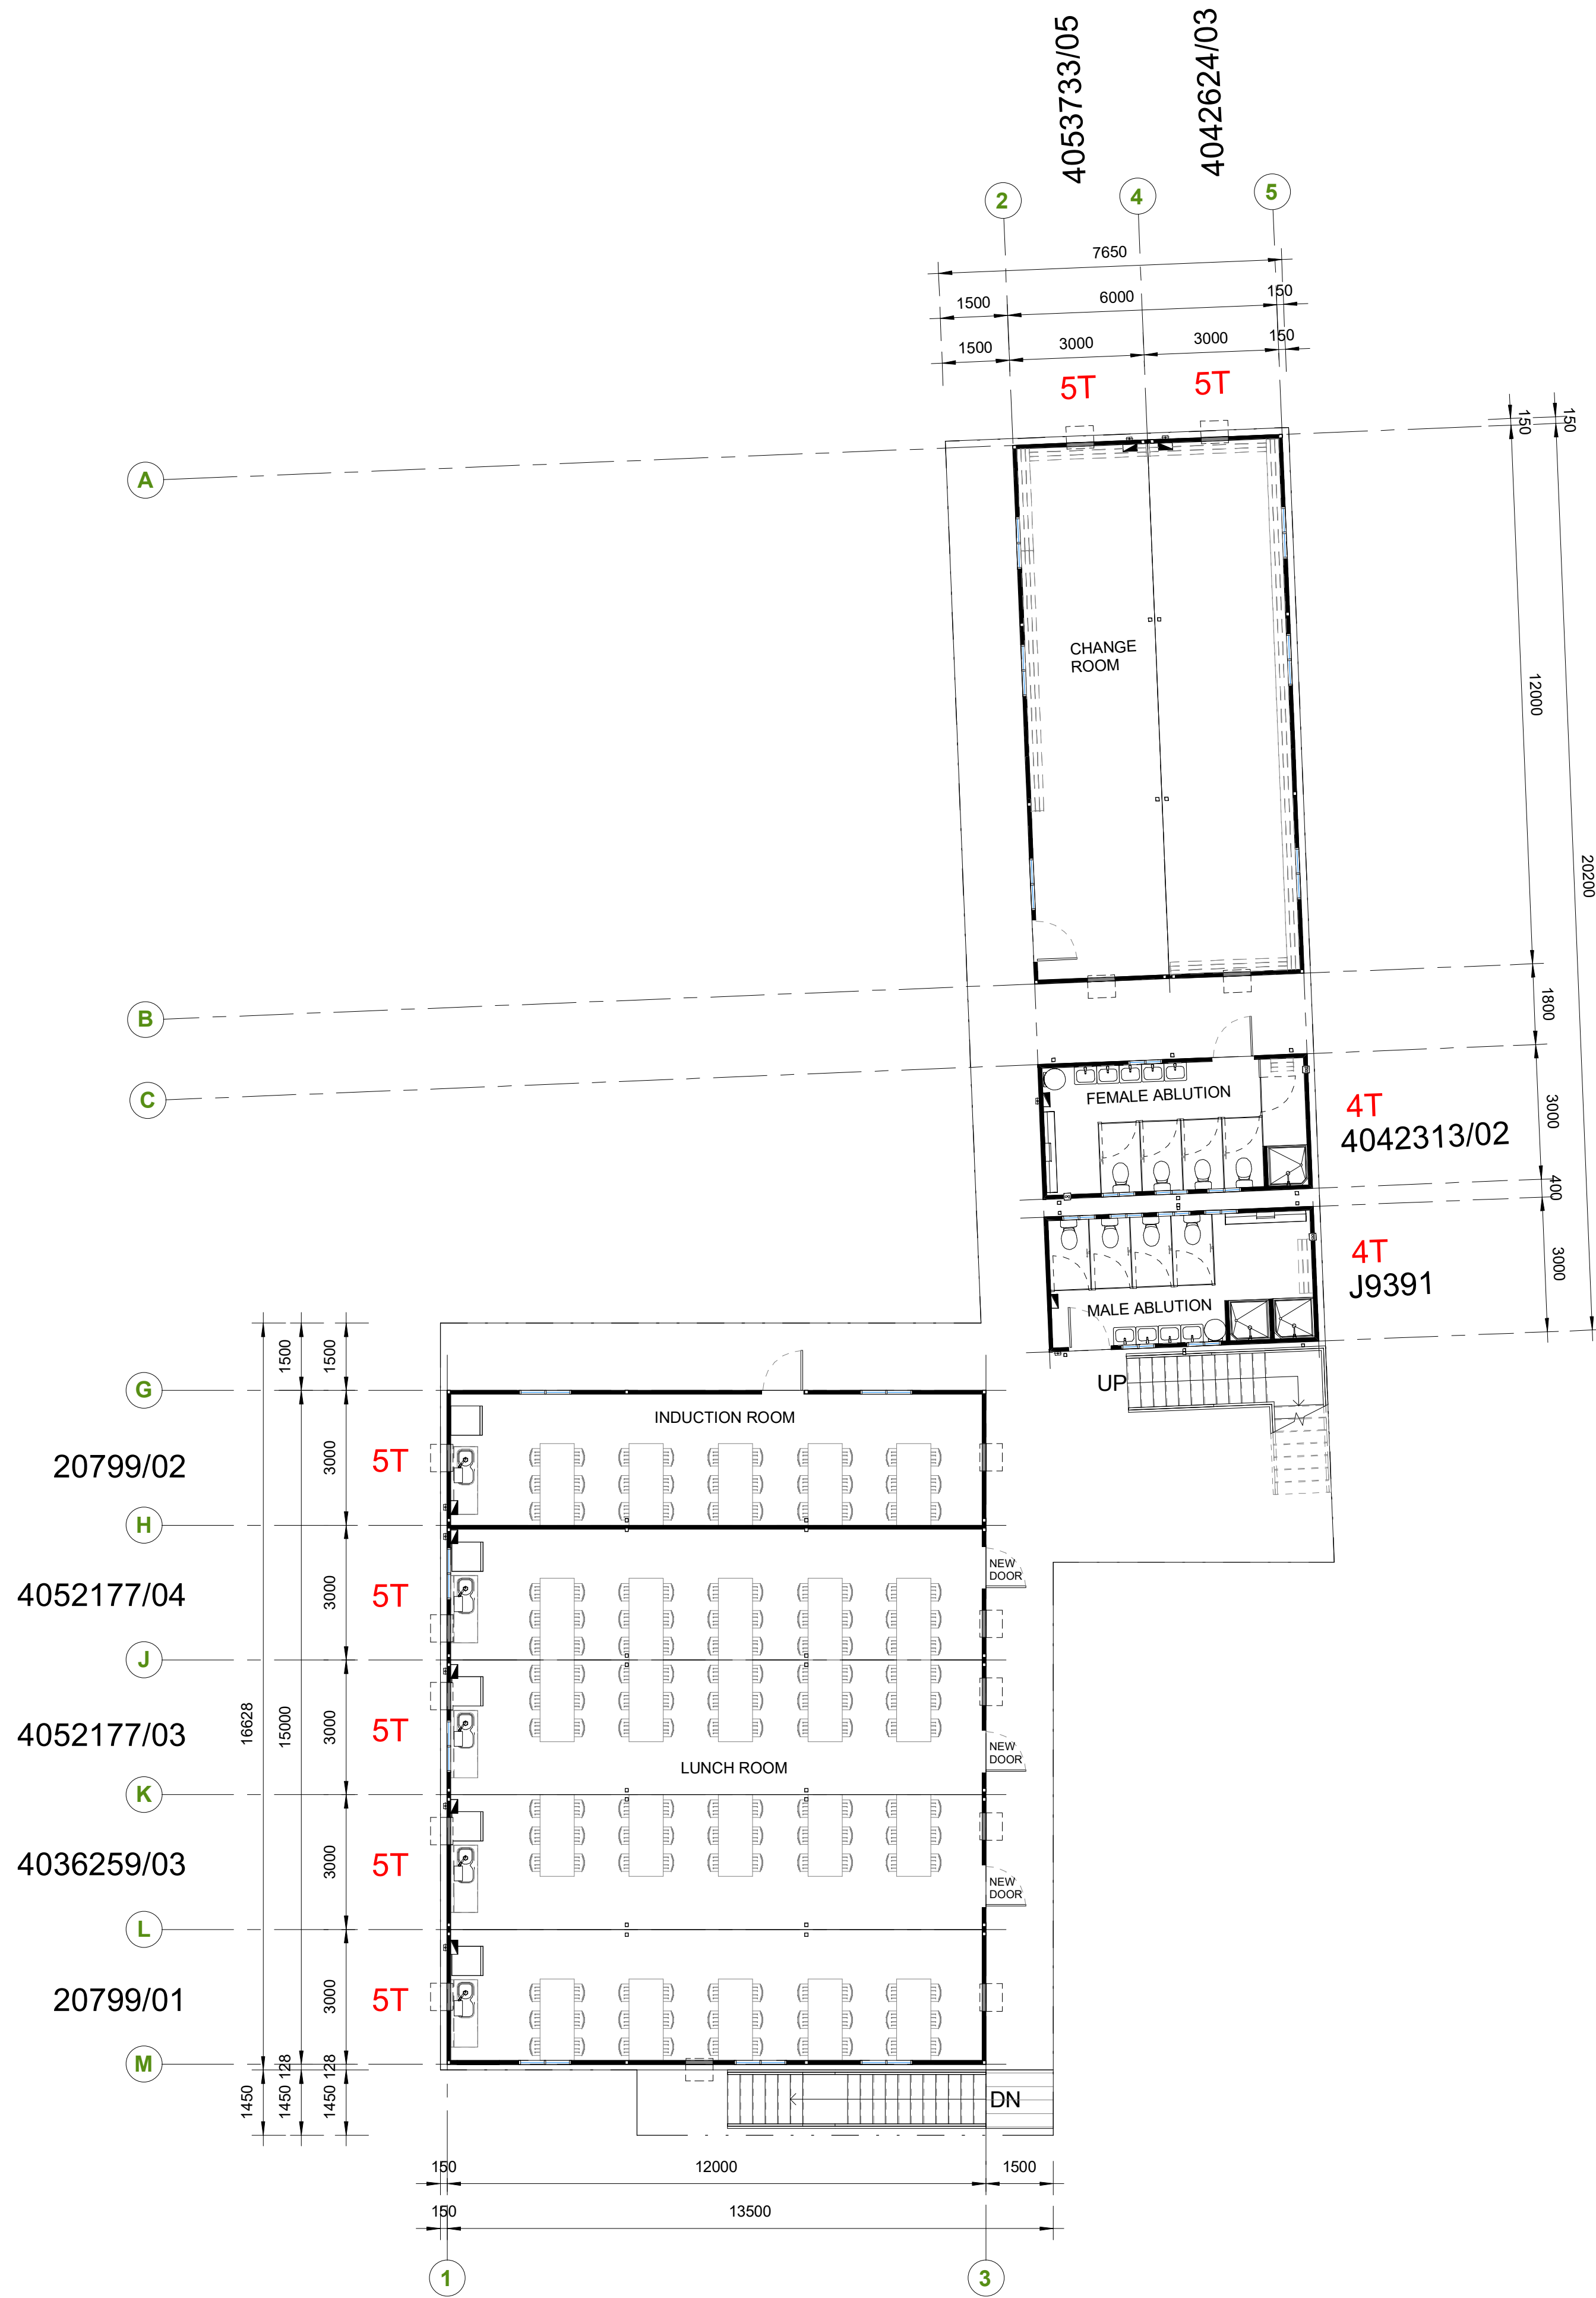 4053733/05
4042624/03
2
4
5
7650
1500
6000
150
1500
3000
3000
150
5T
5T
150
150
A
12000
CHANGE
ROOM
20200
B
1800
C
FEMALE ABLUTION
4T
4042313/02
3000
400
4T
J9391
3000
MALE ABLUTION
UP
1500
1500
G
INDUCTION ROOM
20799/02
3000
5T
H
NEW
DOOR
4052177/04
3000
5T
J
16628
15000
4052177/03
3000
5T
NEW
DOOR
LUNCH ROOM
K
4036259/03
3000
5T
NEW
DOOR
L
20799/01
3000
5T
M
128
128
1450
1450
1450
DN
150
12000
1500
150
13500
1
3